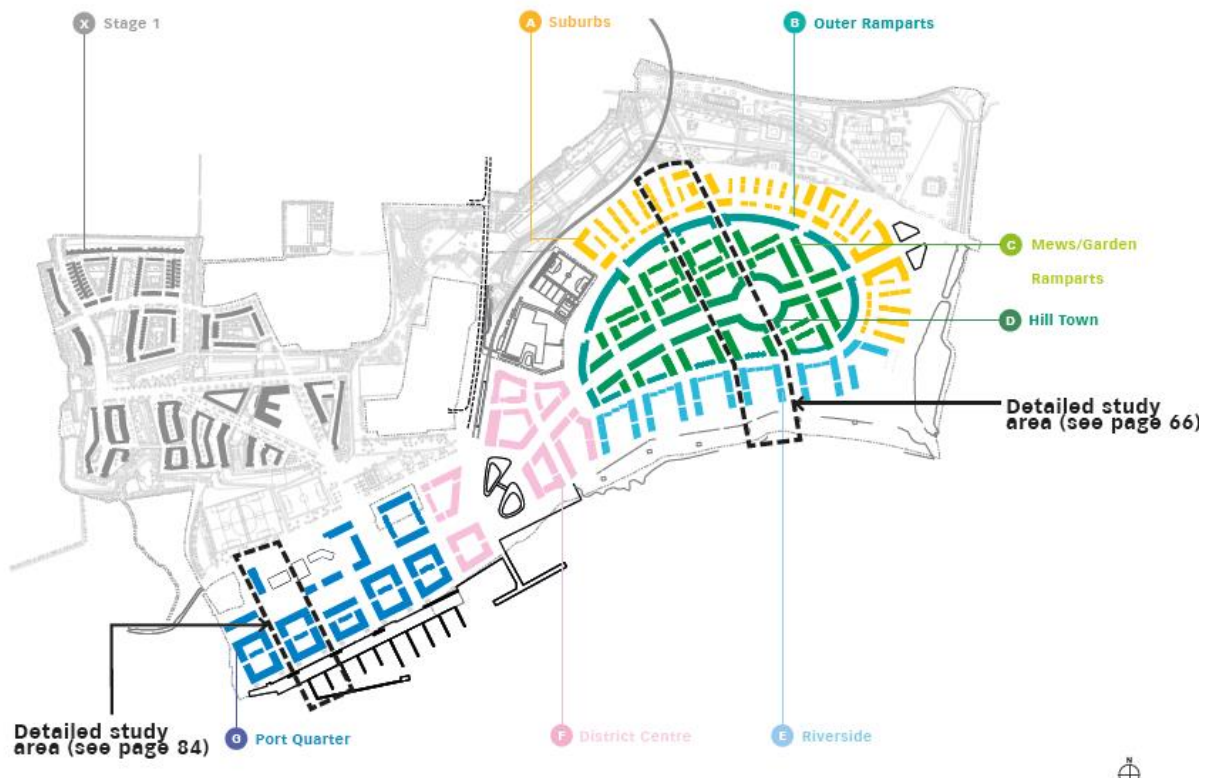 X Stage 1
A Suburbs
B Outer Ramparts
C Mews/Garden
Ramparts
D Hill Town
Detailed study
area (see page 66)
Detailed study
area (see page 84)
G Port Quarter
F District Centre
E Riverside
N